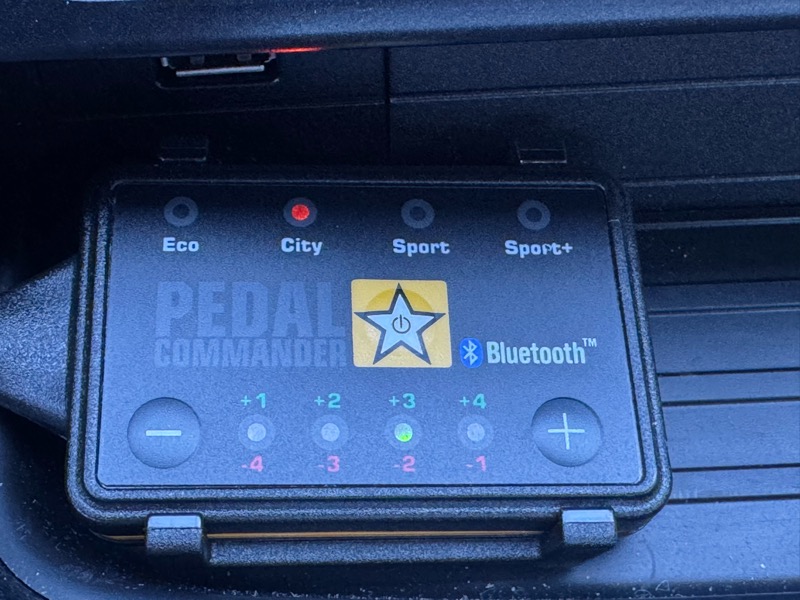 Eco City Sport Sport+
PEDAL
COMMANDER
Bluetooth™
+1 +2 +3 +4
-4 -3 -2 -1